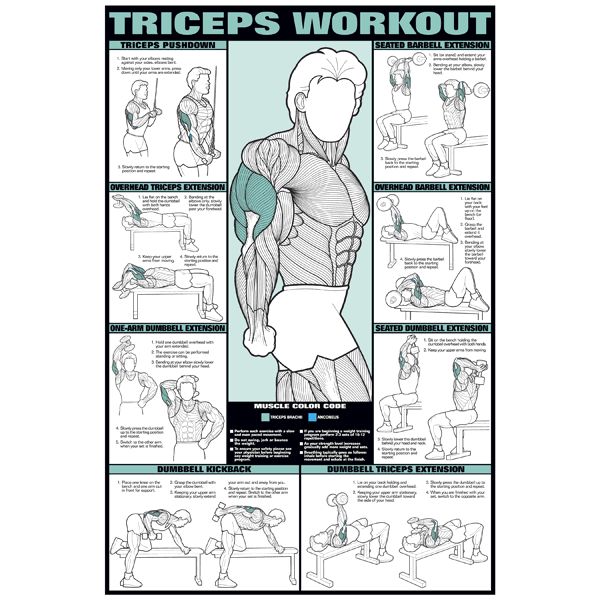 TRICEPS WORKOUT
TRICEPS PUSHDOWN
1. Start with your elbows resting
against your sides, elbows bent.
2. Moving only your lower arms, press
down until your arms are extended.
3. Slowly return to the starting
position and repeat.
SEATED BARBELL EXTENSION
1. Sit tall and extend your
arms overhead holding a barbell.
2. Bending at your elbow, slowly
lower the barbell behind your
head.
3. Slowly press the barbell
back to the starting position
and repeat.
OVERHEAD TRICEPS EXTENSION
1. Lie flat on the bench
and hold the dumbbell
with both hands
overhead.
2. Bending at the
elbows only, slowly
lower the dumbbell
past your forehead.
3. Keep your upper
arms from moving.
4. Slowly return to the
starting position and
repeat.
OVERHEAD BARBELL EXTENSION
1. Lie flat on
your back with
your feet flat
up on the
bench (or
floor).
2. Grasp the
barbell and
extend it
overhead.
3. Bending at
your elbow
slowly lower
the barbell
toward your
forehead.
4. Slowly press the barbell
back to the starting position
and repeat.
ONE-ARM DUMBBELL EXTENSION
1. Hold one dumbbell overhead with
your arm extended.
2. The exercise can be performed
standing or sitting.
3. Bending at your elbow slowly lower
the dumbbell behind your head.
4. Slowly press the dumbbell
up to the starting position
and repeat.
5. Switch to the other arm
when your set is finished.
SEATED DUMBBELL EXTENSION
1. Sit on the bench holding the
dumbbell overhead with both hands.
2. Keep your upper arms from moving.
3. Slowly lower the dumbbell
behind your head and neck.
4. Slowly return to the
starting position
and repeat.
MUSCLE COLOR CODE
TRICEPS BRACHII
ANCONEUS
Perform each exercise with a slow
and even paced movement.
Do not swing, jerk or bounce
the weight.
To ensure your safety please see
your physician before beginning
any weight training or exercise
program.
If you are beginning a weight training
program perform 2-3 sets of 10-12
repetitions.
As your strength level increases
gradually add more weight and sets.
Breathing typically goes as follows:
inhale before starting the
movement and exhale at the finish.
DUMBBELL KICKBACK
1. Place one knee on the
bench and one arm out
in front for support.
2. Grasp the dumbbell with
your elbow bent.
3. Keeping your upper arm
stationary, slowly extend
your arm out and away from you.
4. Slowly return to the starting position
and repeat. Switch to the other arm
when your set is finished.
DUMBBELL TRICEPS EXTENSION
1. Lie on your back holding and
extending one dumbbell overhead.
2. Keeping your upper arm stationary,
slowly lower the dumbbell toward
the side of your head.
3. Slowly press the dumbbell up to
the starting position and repeat.
4. When you are finished with your
set, switch to the opposite arm.